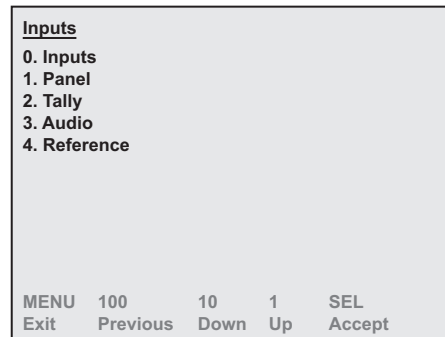 Inputs
0. Inputs
1. Panel
2. Tally
3. Audio
4. Reference
MENU 100 10 1 SEL
Exit Previous Down Up Accept